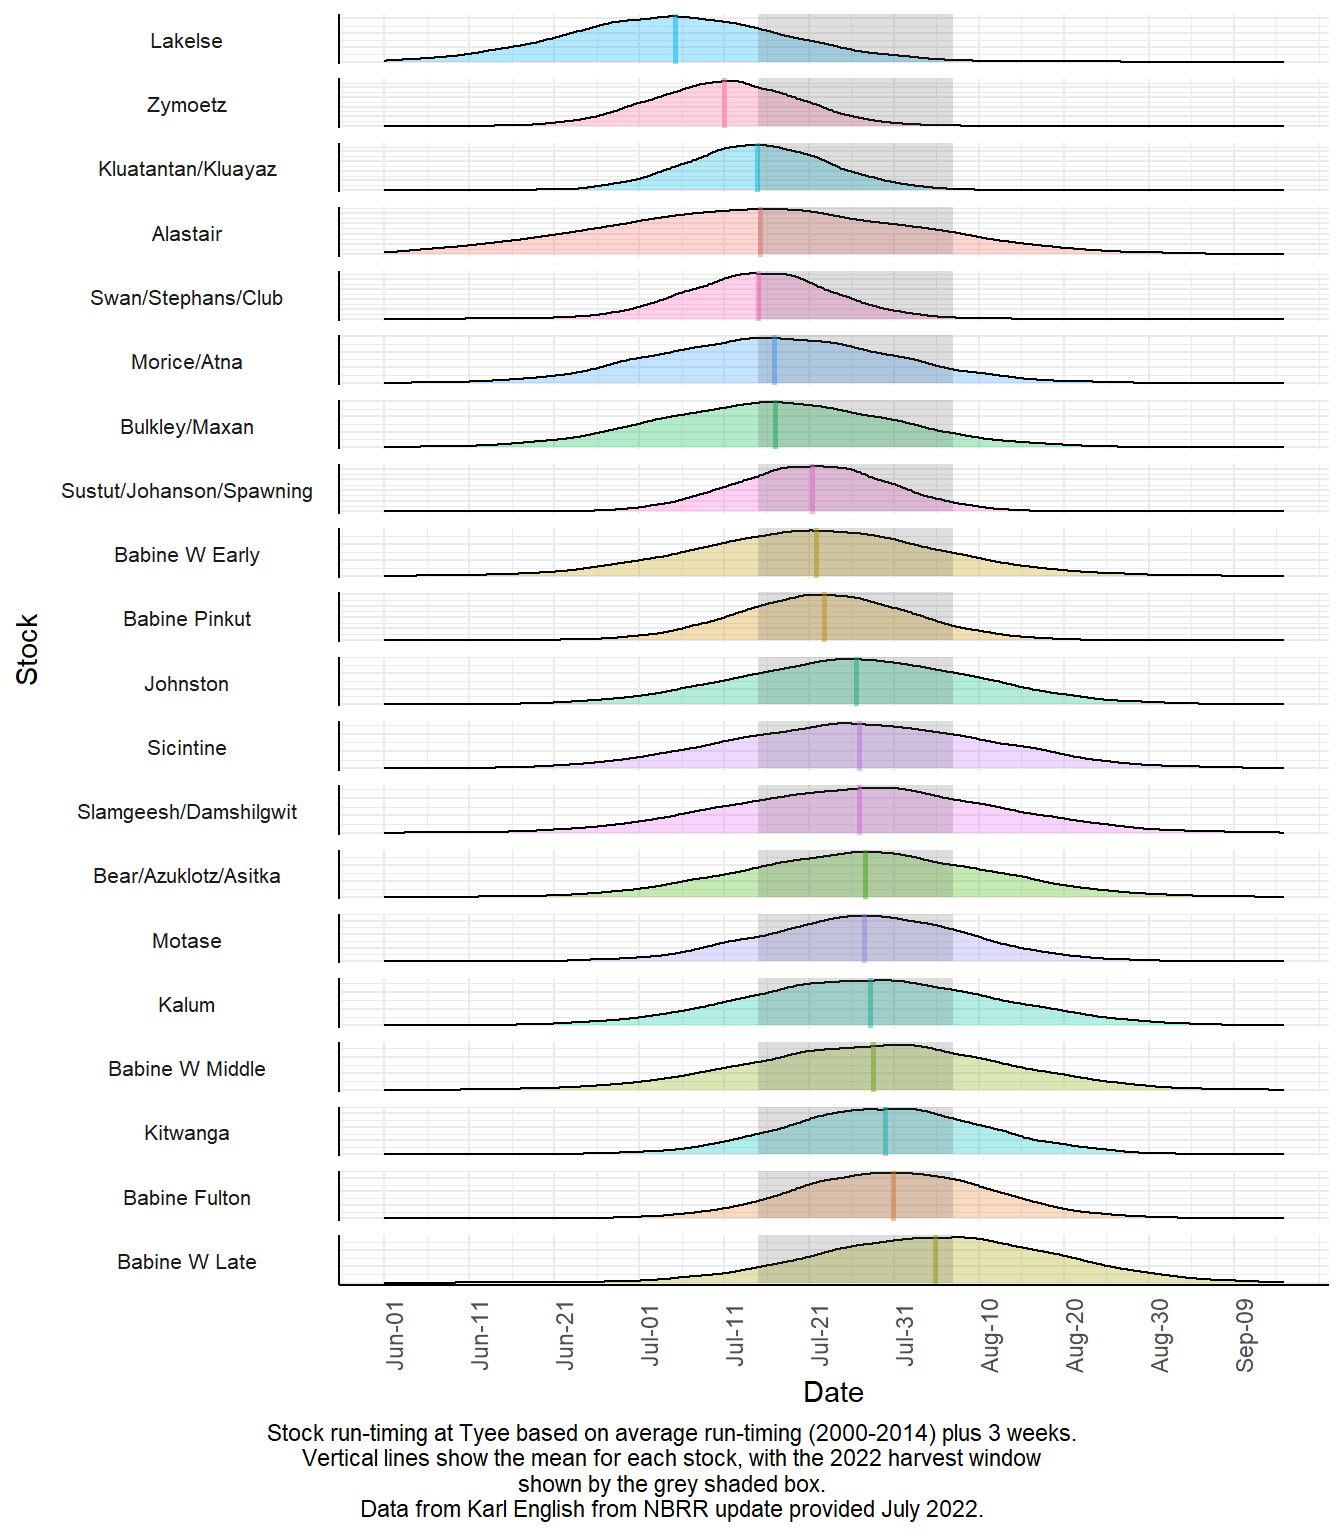 Stock
Lakelse
Zymoetz
Kluatantan/Kluayaz
Alastair
Swan/Stephans/Club
Morice/Atna
Bulkley/Maxan
Sustut/Johanson/Spawning
Babine W Early
Babine Pinkut
Johnston
Sicintine
Slamgeesh/Damshilgwit
Bear/Azuklotz/Asitka
Motase
Kalum
Babine W Middle
Kitwanga
Babine Fulton
Babine W Late
Jun-01
Jun-11
Jun-21
Jul-01
Jul-11
Jul-21
Jul-31
Aug-10
Aug-20
Aug-30
Sep-09
Date
Stock run-timing at Tyee based on average run-timing (2000-2014) plus 3 weeks.
Vertical lines show the mean for each stock, with the 2022 harvest window
shown by the grey shaded box.
Data from Karl English from NBRR update provided July 2022.